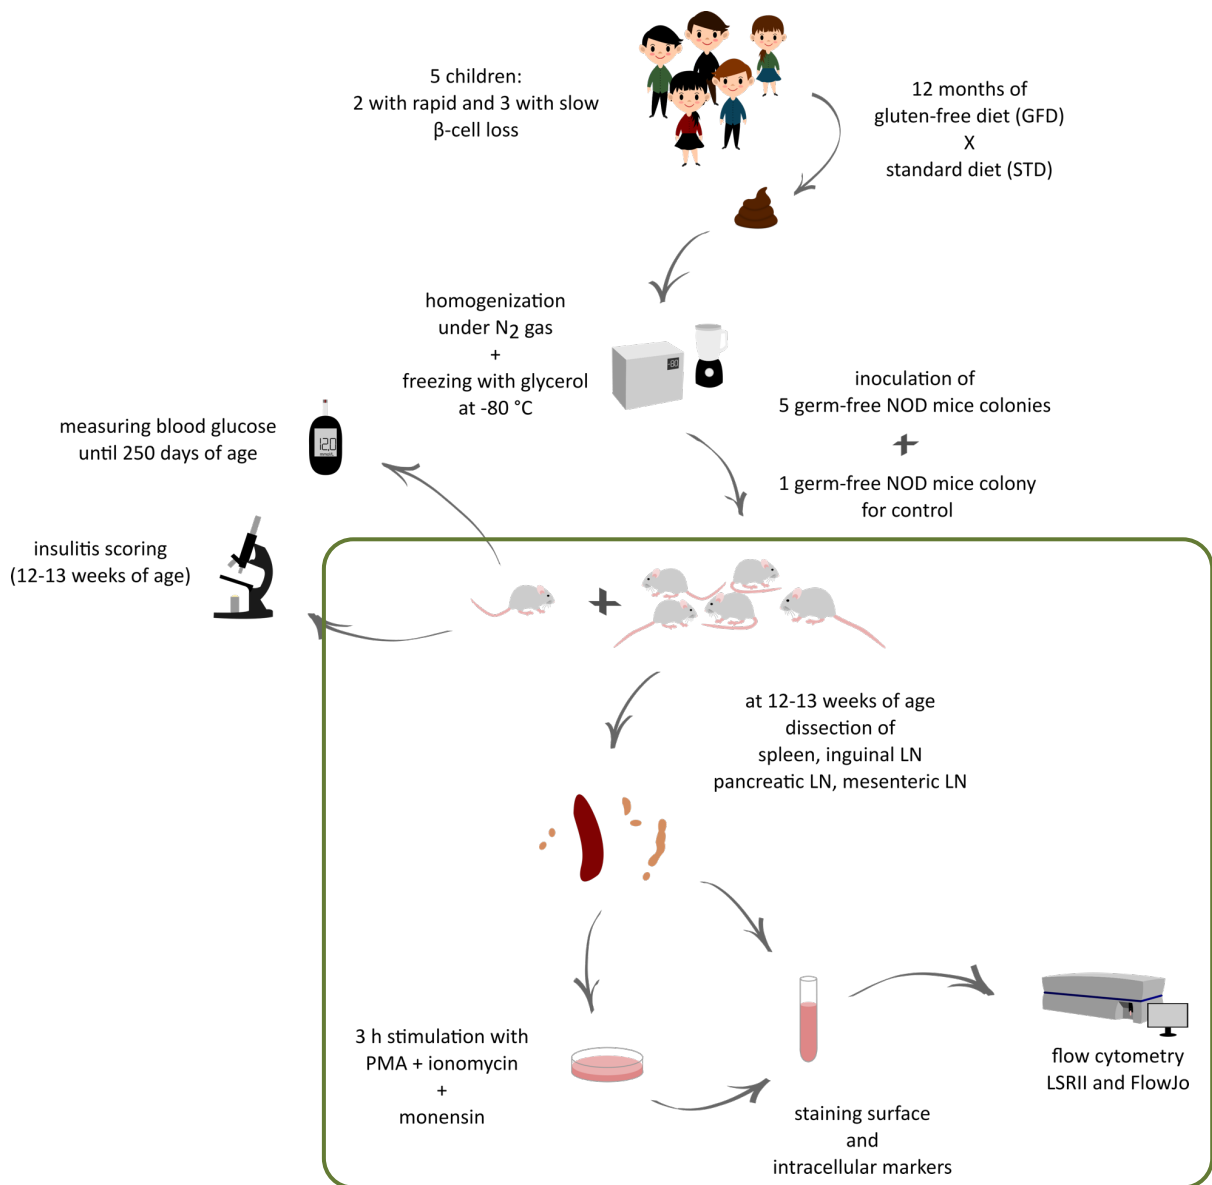 5 children:
2 with rapid and 3 with slow
β-cell loss
12 months of
gluten-free diet (GFD)
X
standard diet (STD)
homogenization
under N2 gas
+
freezing with glycerol
at -80 °C
-80
inoculation of
5 germ-free NOD mice colonies
+
1 germ-free NOD mice colony
for control
measuring blood glucose
until 250 days of age
12,0
mmol/L
insulitis scoring
(12-13 weeks of age)
+
at 12-13 weeks of age
dissection of
spleen, inguinal LN
pancreatic LN, mesenteric LN
3 h stimulation with
PMA + ionomycin
+
monensin
staining surface
and
intracellular markers
flow cytometry
LSRII and FlowJo